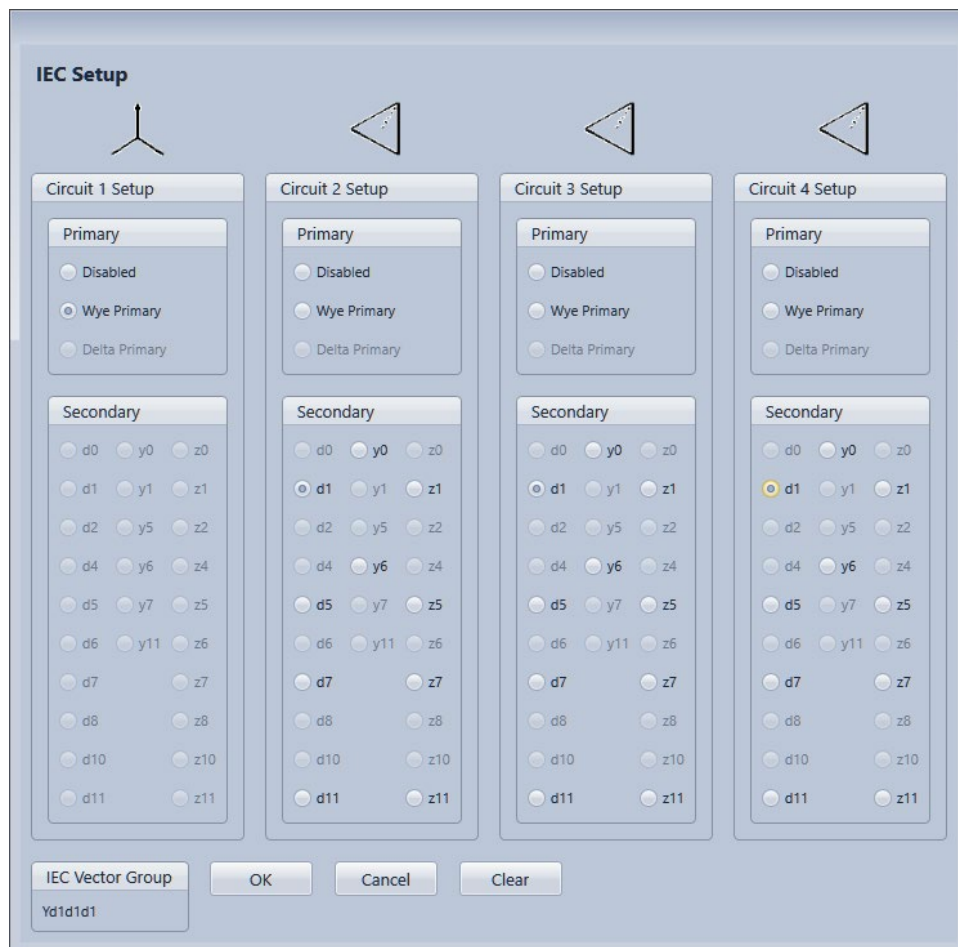 IEC Setup
Circuit 1 Setup
Primary
Disabled
Wye Primary
Delta Primary
Secondary
d0 y0 z0
d1 y1 z1
d2 y5 z2
d4 y6 z4
d5 y7 z5
d6 y11 z6
d7 z7
d8 z8
d10 z10
d11 z11
Circuit 2 Setup
Primary
Disabled
Wye Primary
Delta Primary
Secondary
d0 y0 z0
d1 y1 z1
d2 y5 z2
d4 y6 z4
d5 y7 z5
d6 y11 z6
d7 z7
d8 z8
d10 z10
d11 z11
Circuit 3 Setup
Primary
Disabled
Wye Primary
Delta Primary
Secondary
d0 y0 z0
d1 y1 z1
d2 y5 z2
d4 y6 z4
d5 y7 z5
d6 y11 z6
d7 z7
d8 z8
d10 z10
d11 z11
Circuit 4 Setup
Primary
Disabled
Wye Primary
Delta Primary
Secondary
d0 y0 z0
d1 y1 z1
d2 y5 z2
d4 y6 z4
d5 y7 z5
d6 y11 z6
d7 z7
d8 z8
d10 z10
d11 z11
IEC Vector Group
Yd1d1d1
OK
Cancel
Clear